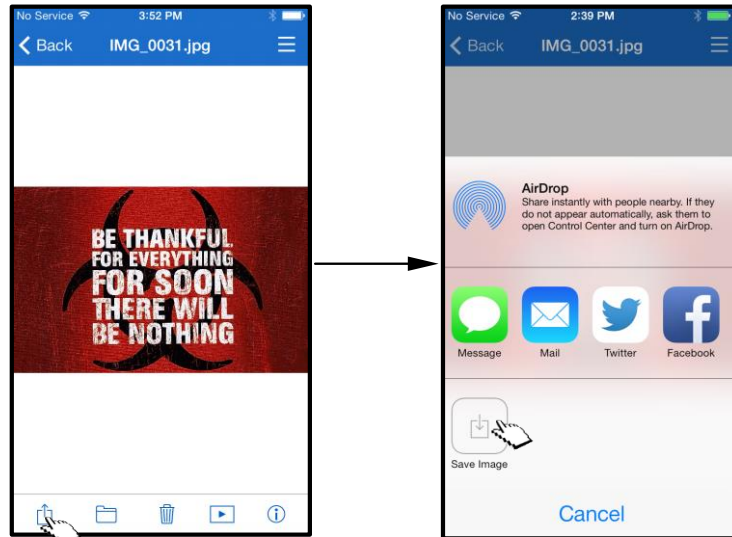 No Service 3:52 PM
Back IMG_0031.jpg
BE THANKFUL
FOR EVERYTHING
FOR SOON
THERE WILL
BE NOTHING
No Service 2:39 PM
Back IMG_0031.jpg
AirDrop
Share instantly with people nearby. If they
do not appear automatically, ask them to
open Control Center and turn on AirDrop.
Message Mail Twitter Facebook
Save Image
Cancel